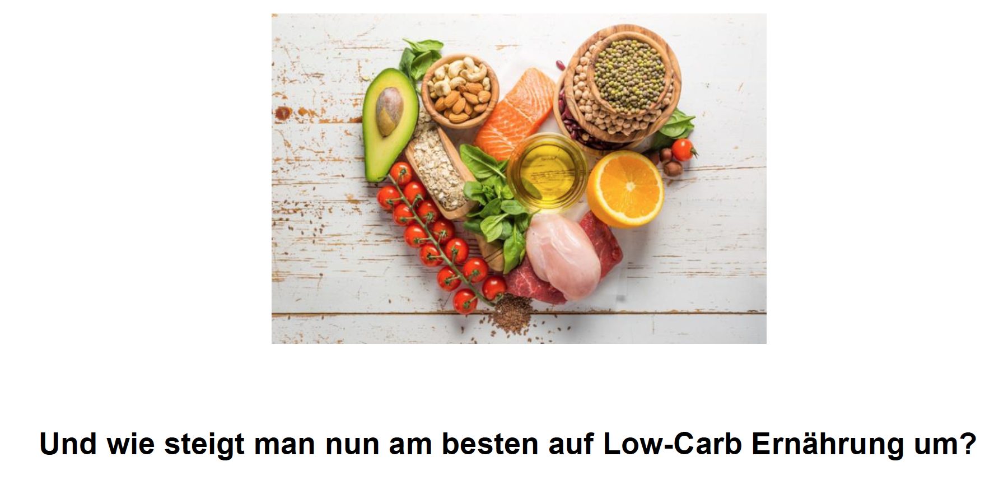 Und wie steigt man nun am besten auf Low-Carb Ernährung um?